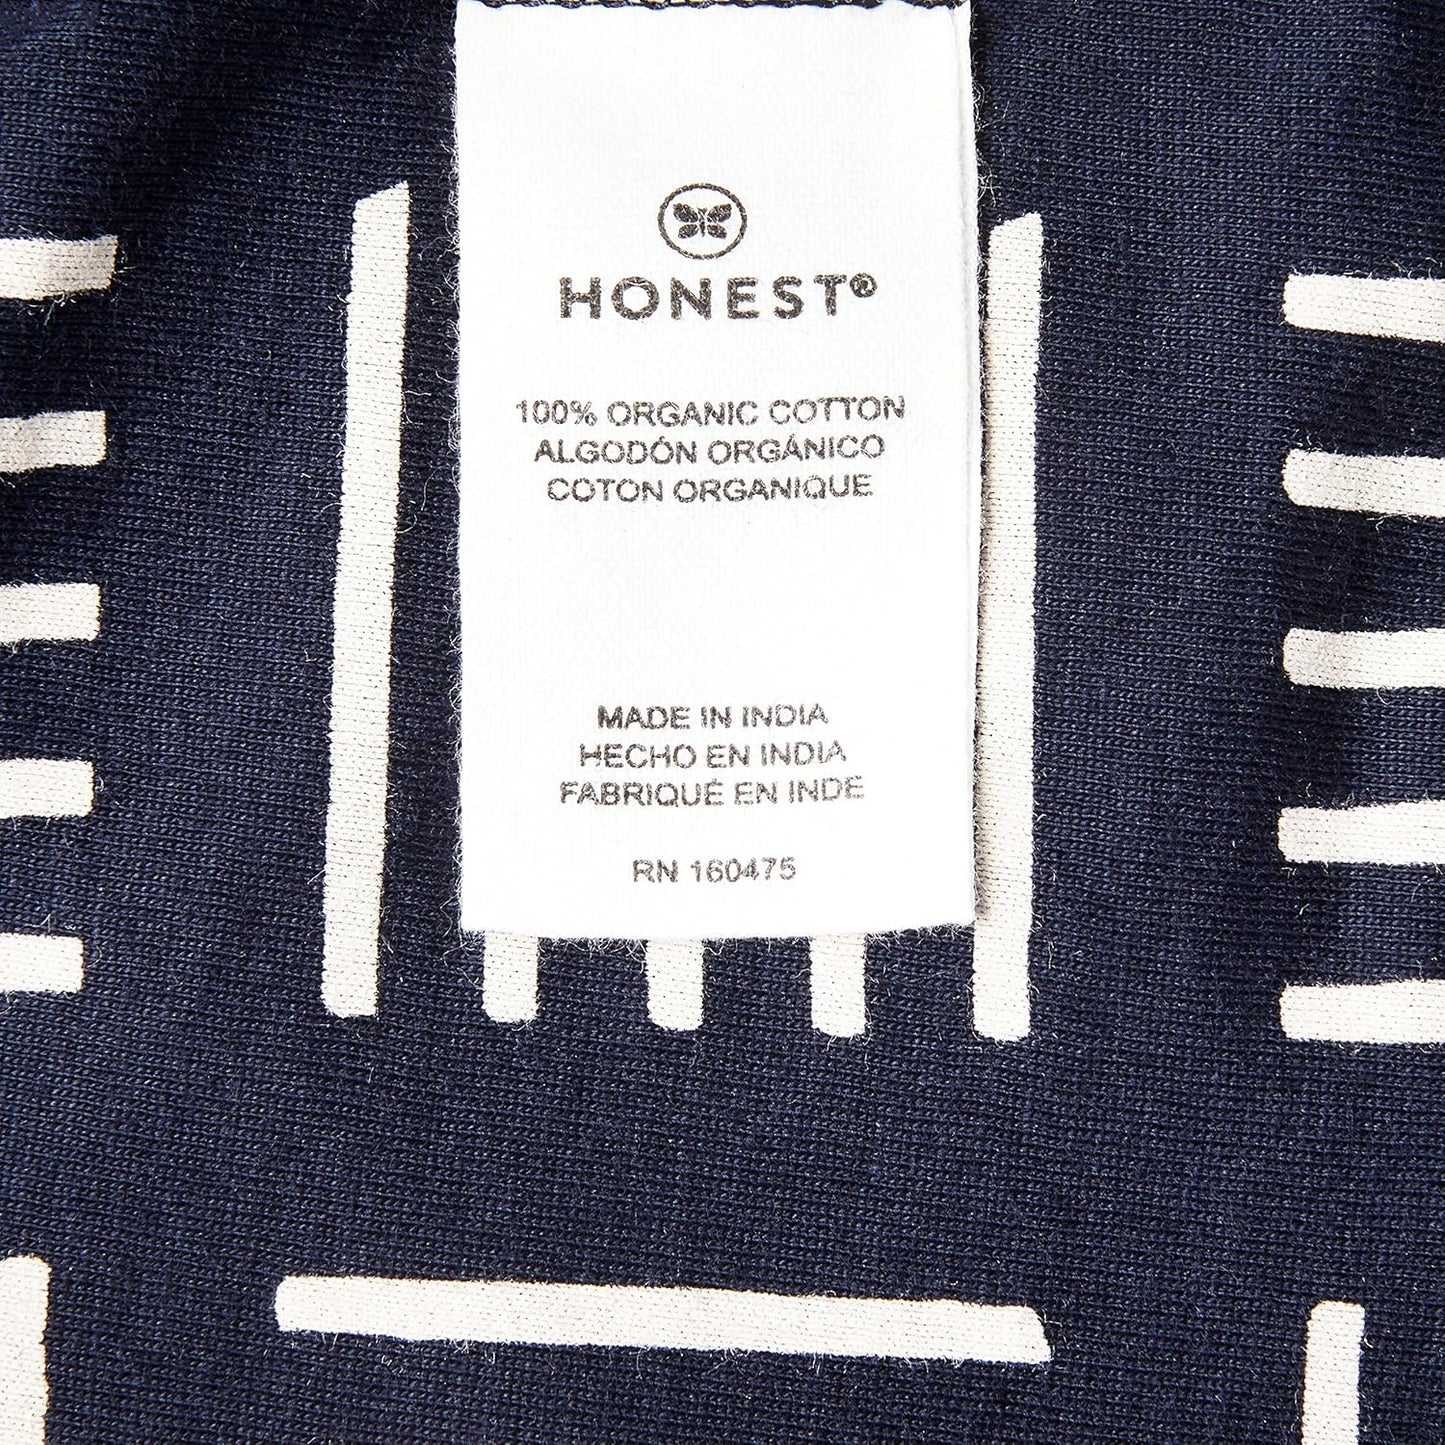 HONEST®
100% ORGANIC COTTON
ALGODÓN ORGÁNICO
COTON ORGANIQUE
MADE IN INDIA
HECHO EN INDIA
FABRIQUÉ EN INDE
RN 160475